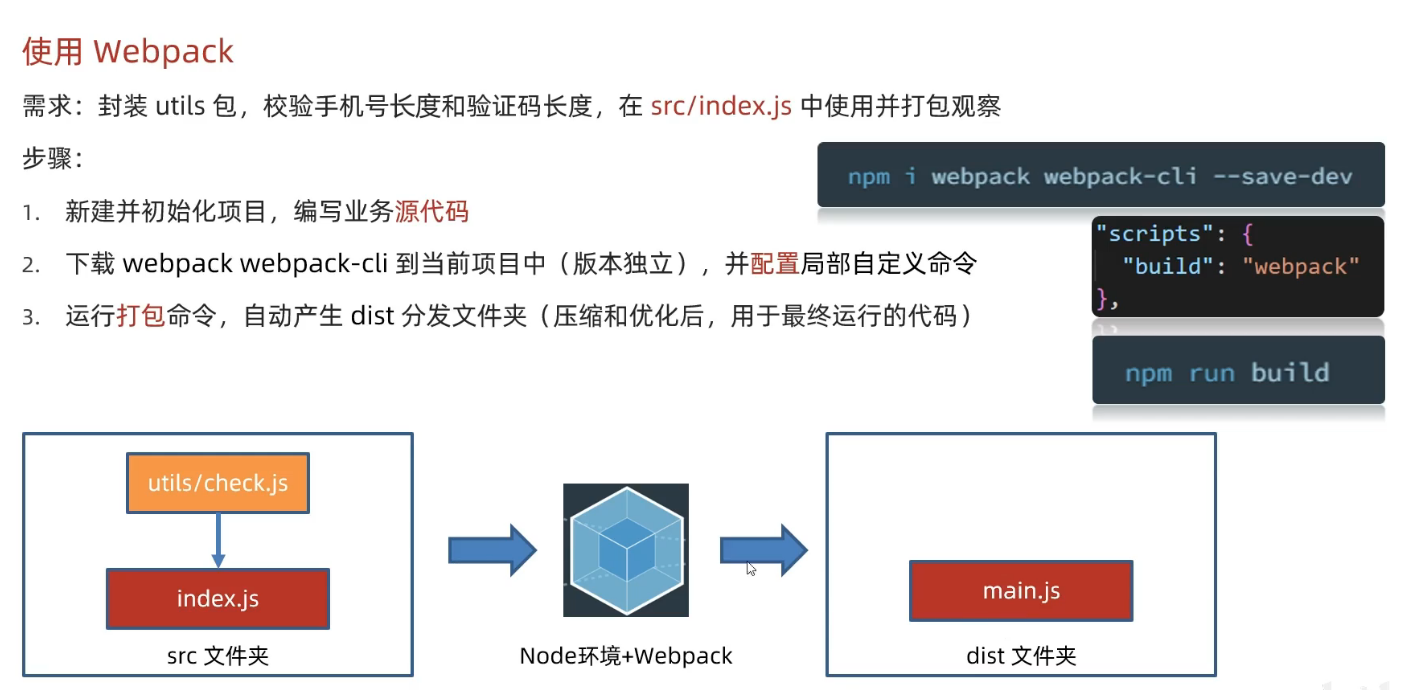 使用 Webpack
需求：封装 utils 包，校验手机号长度和验证码长度，在 src/index.js 中使用并打包观察
步骤：
1. 新建并初始化项目，编写业务源代码
2. 下载 webpack webpack-cli 到当前项目中（版本独立），并配置局部自定义命令
3. 运行打包命令，自动产生 dist 分发文件夹（压缩和优化后，用于最终运行的代码）
npm i webpack webpack-cli --save-dev
"scripts": {
"build": "webpack"
},
npm run build
utils/check.js
index.js
src 文件夹
Node环境+Webpack
main.js
dist 文件夹